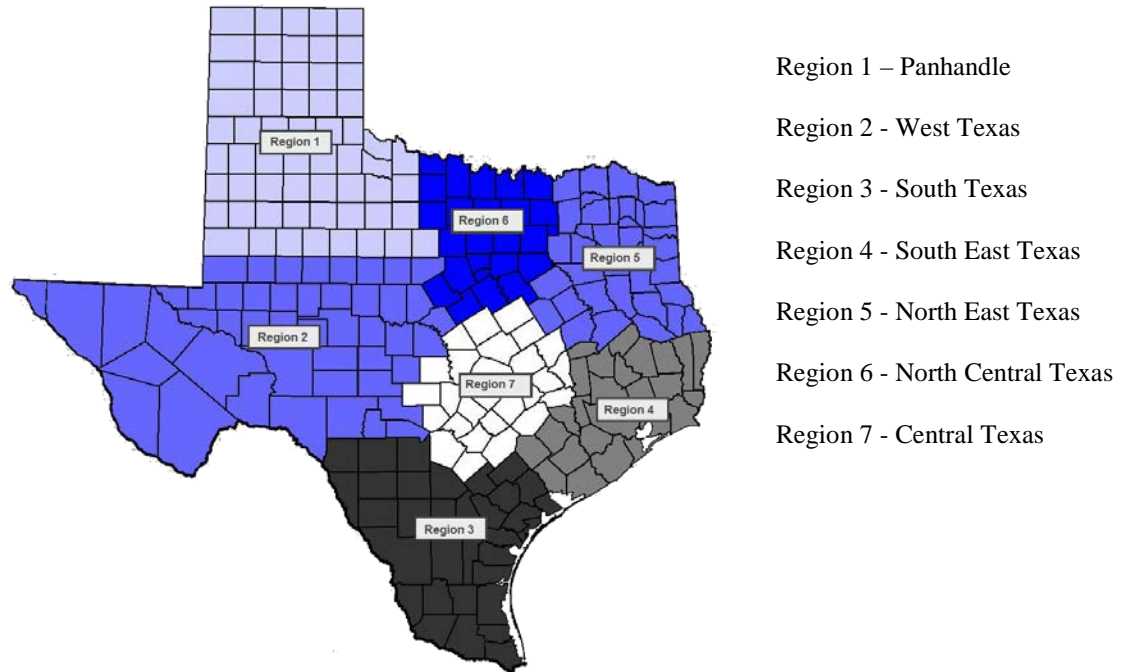 Region 1 – Panhandle
Region 2 - West Texas
Region 3 - South Texas
Region 4 - South East Texas
Region 5 - North East Texas
Region 6 - North Central Texas
Region 7 - Central Texas
Region 1
Region 6
Region 5
Region 2
Region 7
Region 4
Region 3